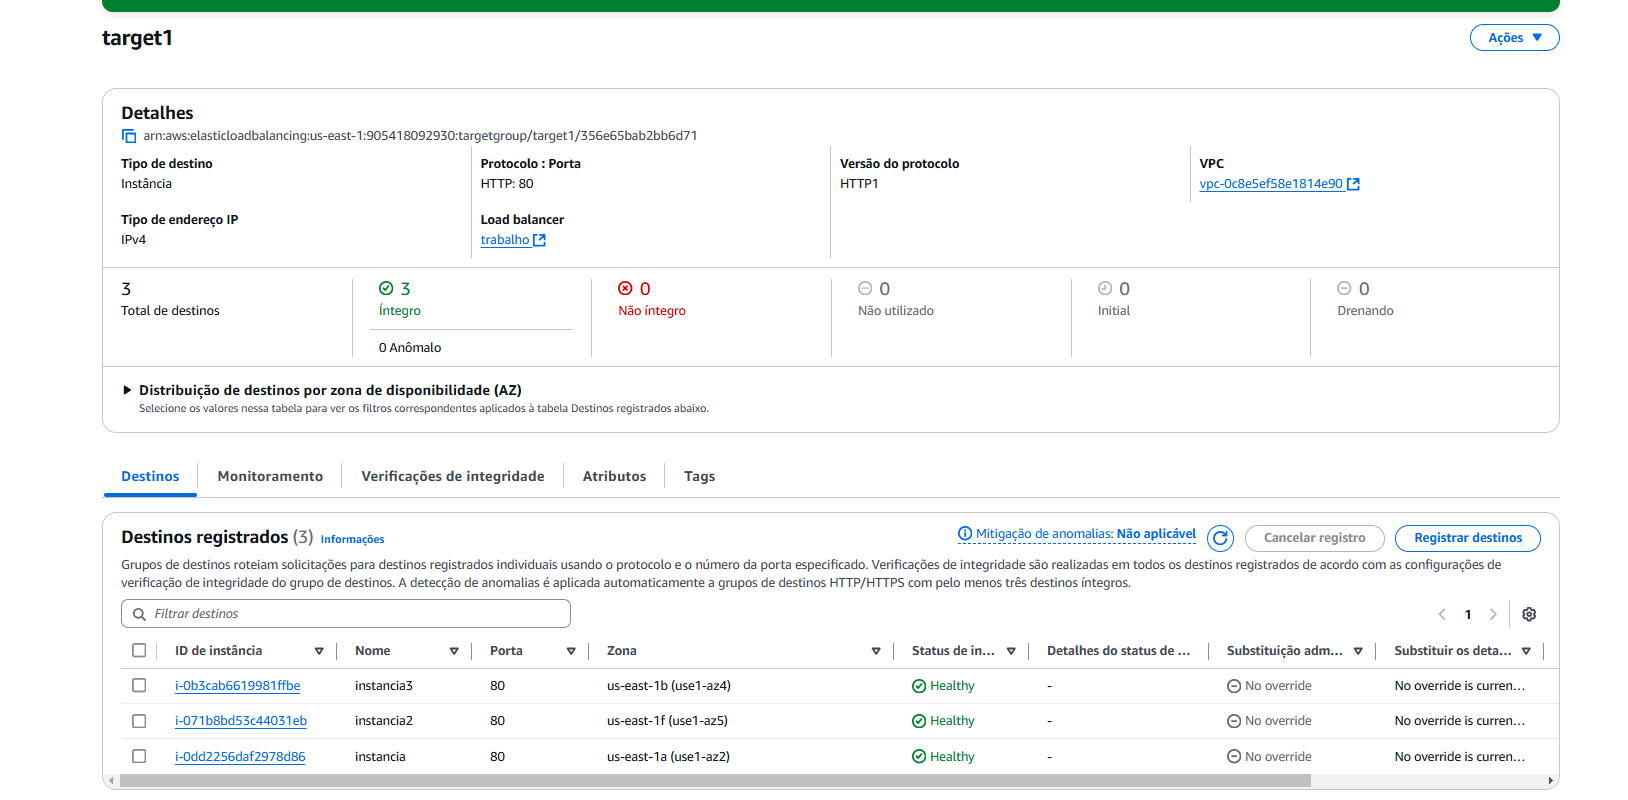 target1
Ações
Detalhes
arn:aws:elasticloadbalancing:us-east-1:905418092930:targetgroup/target1/356e65bab2bb6d71
Tipo de destino
Instância
Protocolo : Porta
HTTP: 80
Versão do protocolo
HTTP1
VPC
vpc-0c8e5ef58e1814e90
Tipo de endereço IP
IPv4
Load balancer
trabalho
3
Total de destinos
3
Íntegro
0 Anômalo
0
Não íntegro
0
Não utilizado
0
Initial
0
Drenando
Distribuição de destinos por zona de disponibilidade (AZ)
Selecione os valores nessa tabela para ver os filtros correspondentes aplicados à tabela Destinos registrados abaixo.
Destinos Monitoramento Verificações de integridade Atributos Tags
Destinos registrados (3) Informações
Mitigação de anomalias: Não aplicável
Cancelar registro
Registrar destinos
Grupos de destinos roteiam solicitações para destinos registrados individuais usando o protocolo e o número da porta especificado. Verificações de integridade são realizadas em todos os destinos registrados de acordo com as configurações de
verificação de integridade do grupo de destinos. A detecção de anomalias é aplicada automaticamente a grupos de destinos HTTP/HTTPS com pelo menos três destinos íntegros.
Filtrar destinos
1
ID de instância Nome Porta Zona Status de in... Detalhes do status de ... Substituição adm... Substituir os deta...
i-0b3cab6619981ffbe instancia3 80 us-east-1b (use1-az4) Healthy - No override No override is curren...
i-071b8bd53c44031eb instancia2 80 us-east-1f (use1-az5) Healthy - No override No override is curren...
i-0dd2256daf2978d86 instancia 80 us-east-1a (use1-az2) Healthy - No override No override is curren...